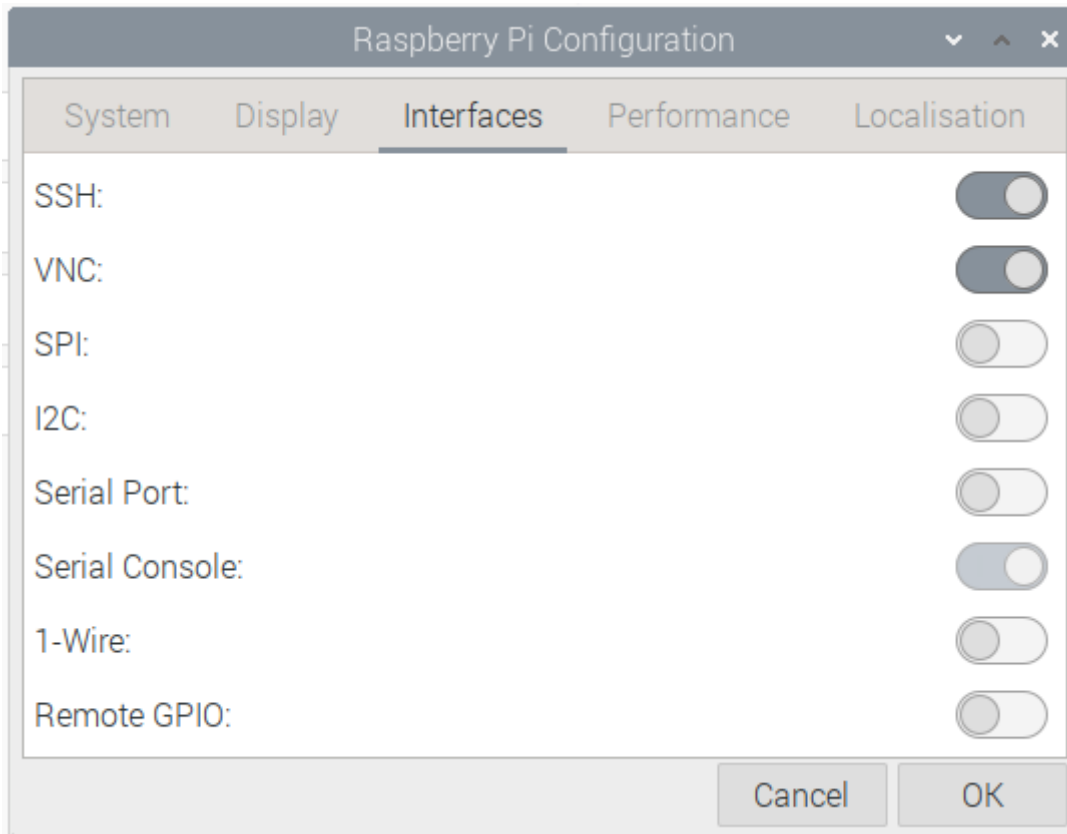 Raspberry Pi Configuration
System Display Interfaces Performance Localisation
SSH:
VNC:
SPI:
I2C:
Serial Port:
Serial Console:
1-Wire:
Remote GPIO:
Cancel OK